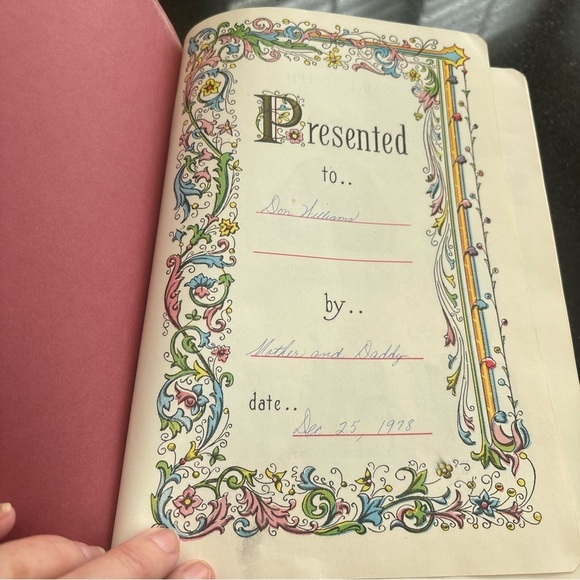 Presented
to..
Don Williams
by..
Mother and Daddy
date..
Dec 25, 1978